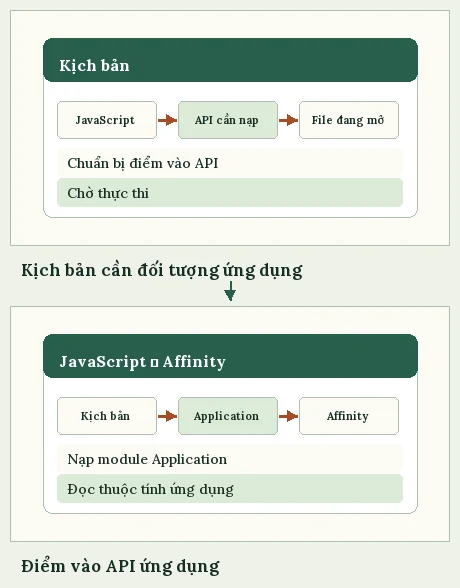 Kịch bản
JavaScript
API cần nạp
File đang mở
Chuẩn bị điểm vào API
Chờ thực thi
Kịch bản cần đối tượng ứng dụng
JavaScript ▯ Affinity
Kịch bản
Application
Affinity
Nạp module Application
Đọc thuộc tính ứng dụng
Điểm vào API ứng dụng